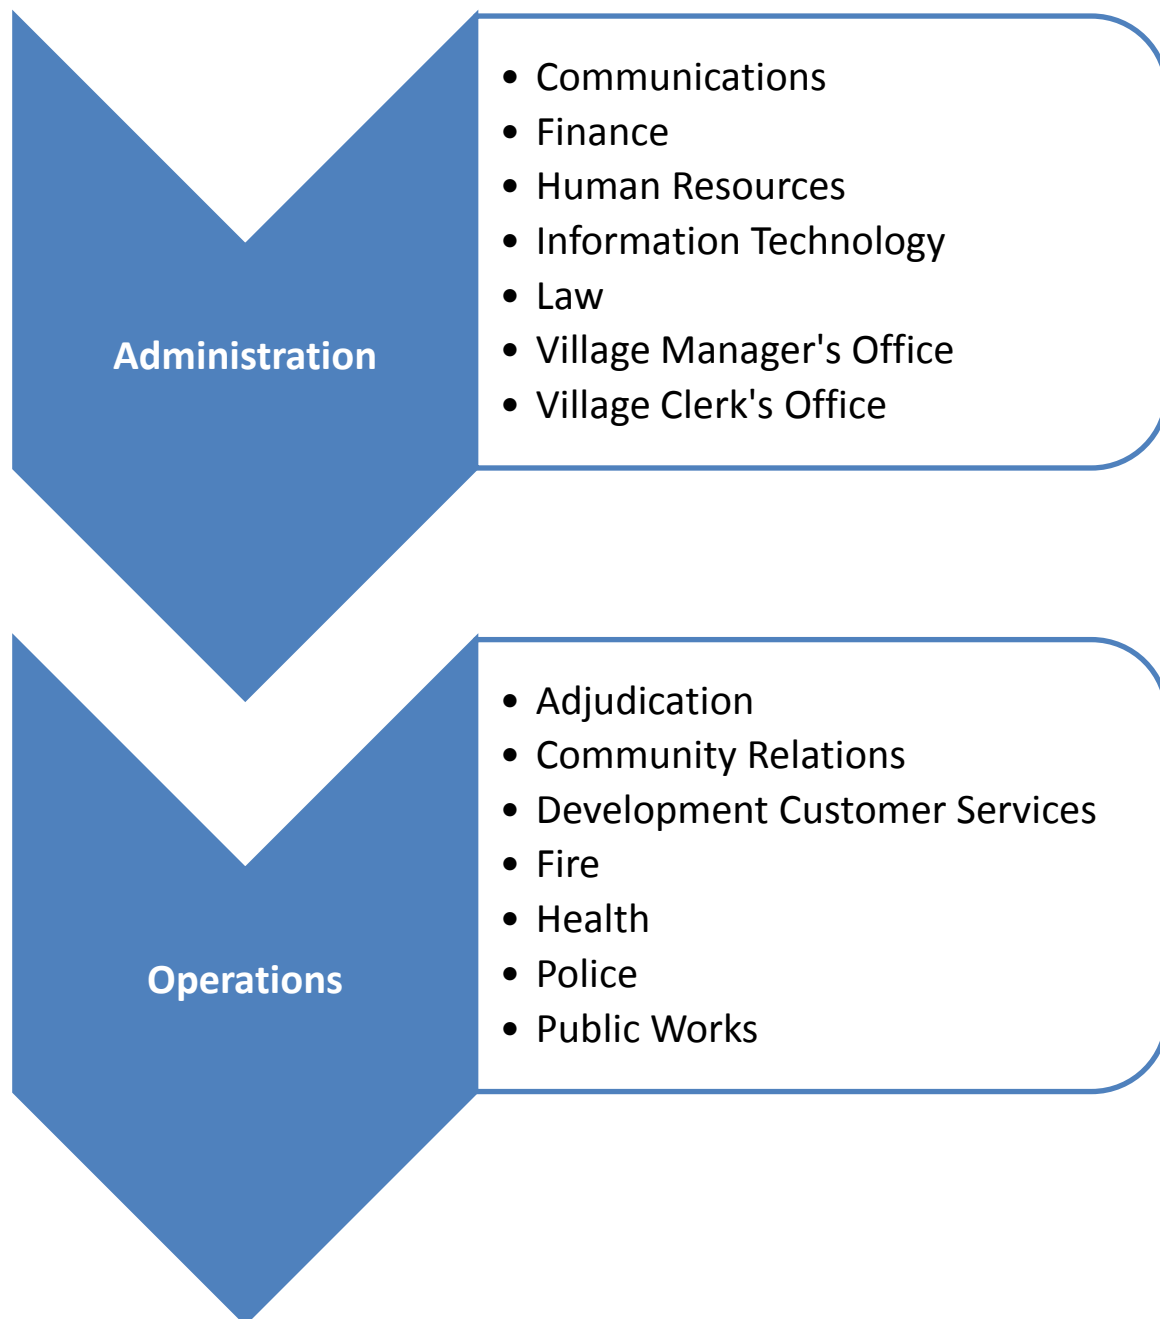 Administration
• Communications
• Finance
• Human Resources
• Information Technology
• Law
• Village Manager's Office
• Village Clerk's Office
Operations
• Adjudication
• Community Relations
• Development Customer Services
• Fire
• Health
• Police
• Public Works